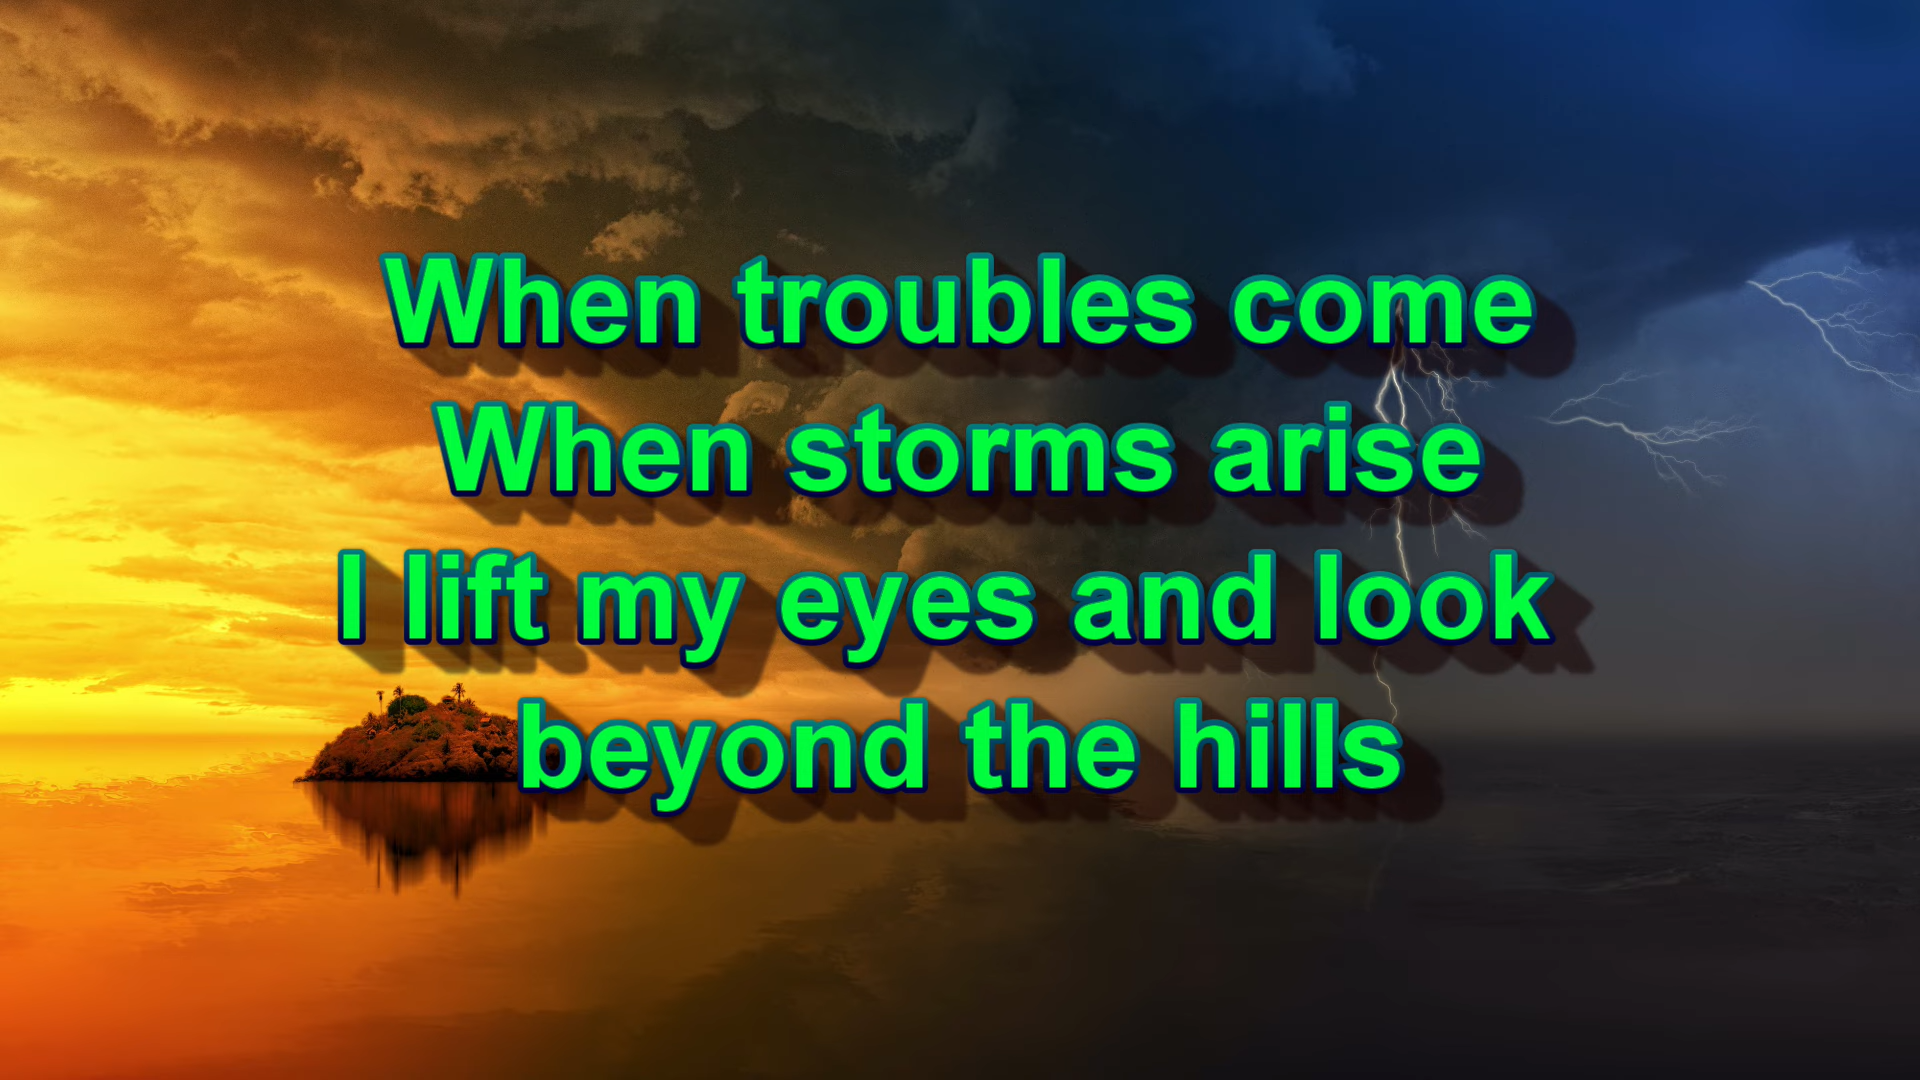 When troubles come
When storms arise
I lift my eyes and look
beyond the hills